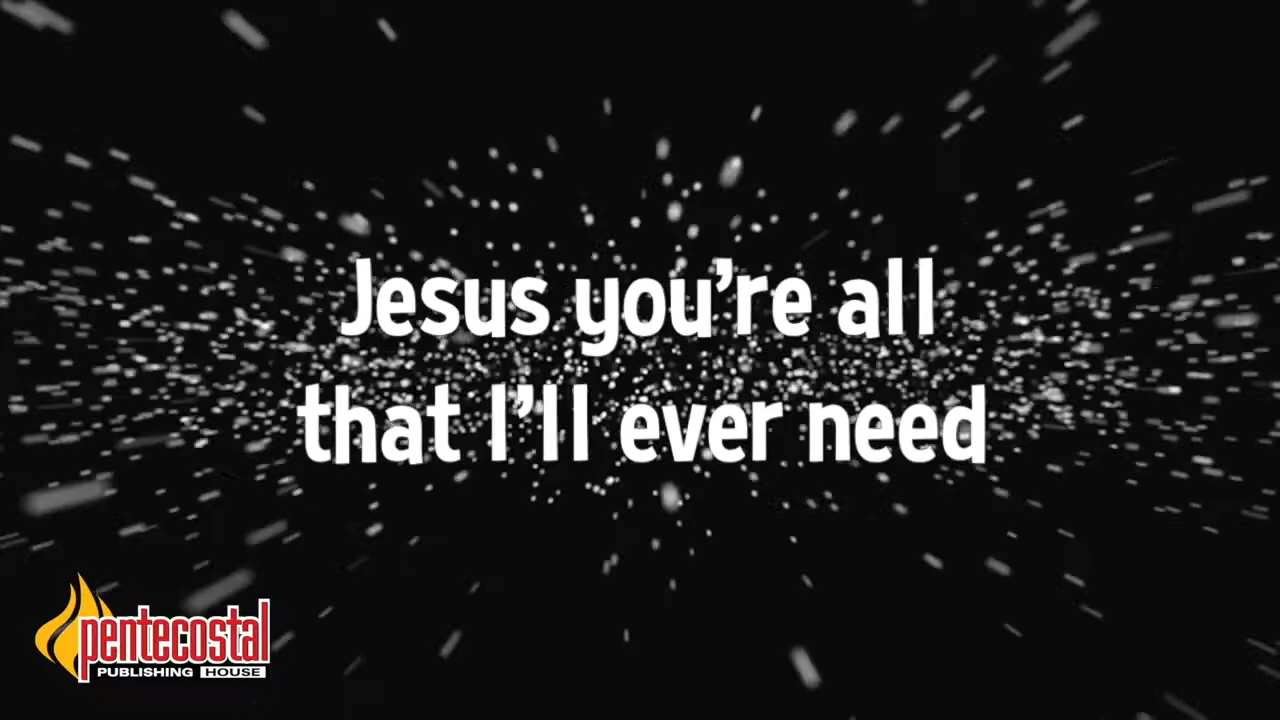 Jesus you're all
that I'll ever need
pentecostal
PUBLISHING HOUSE